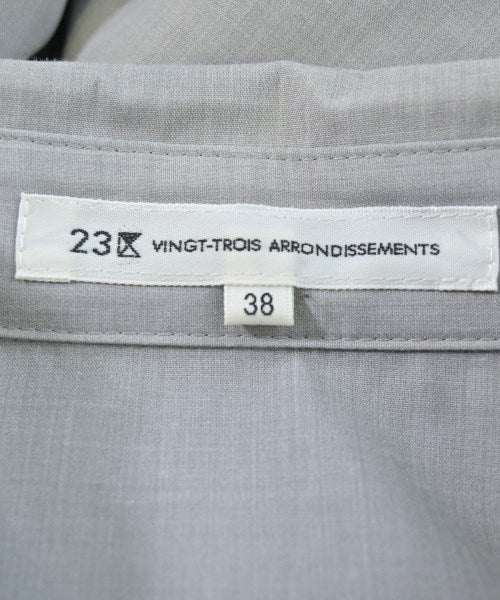 23区 VINGT-TROIS ARRONDISSEMENTS
38